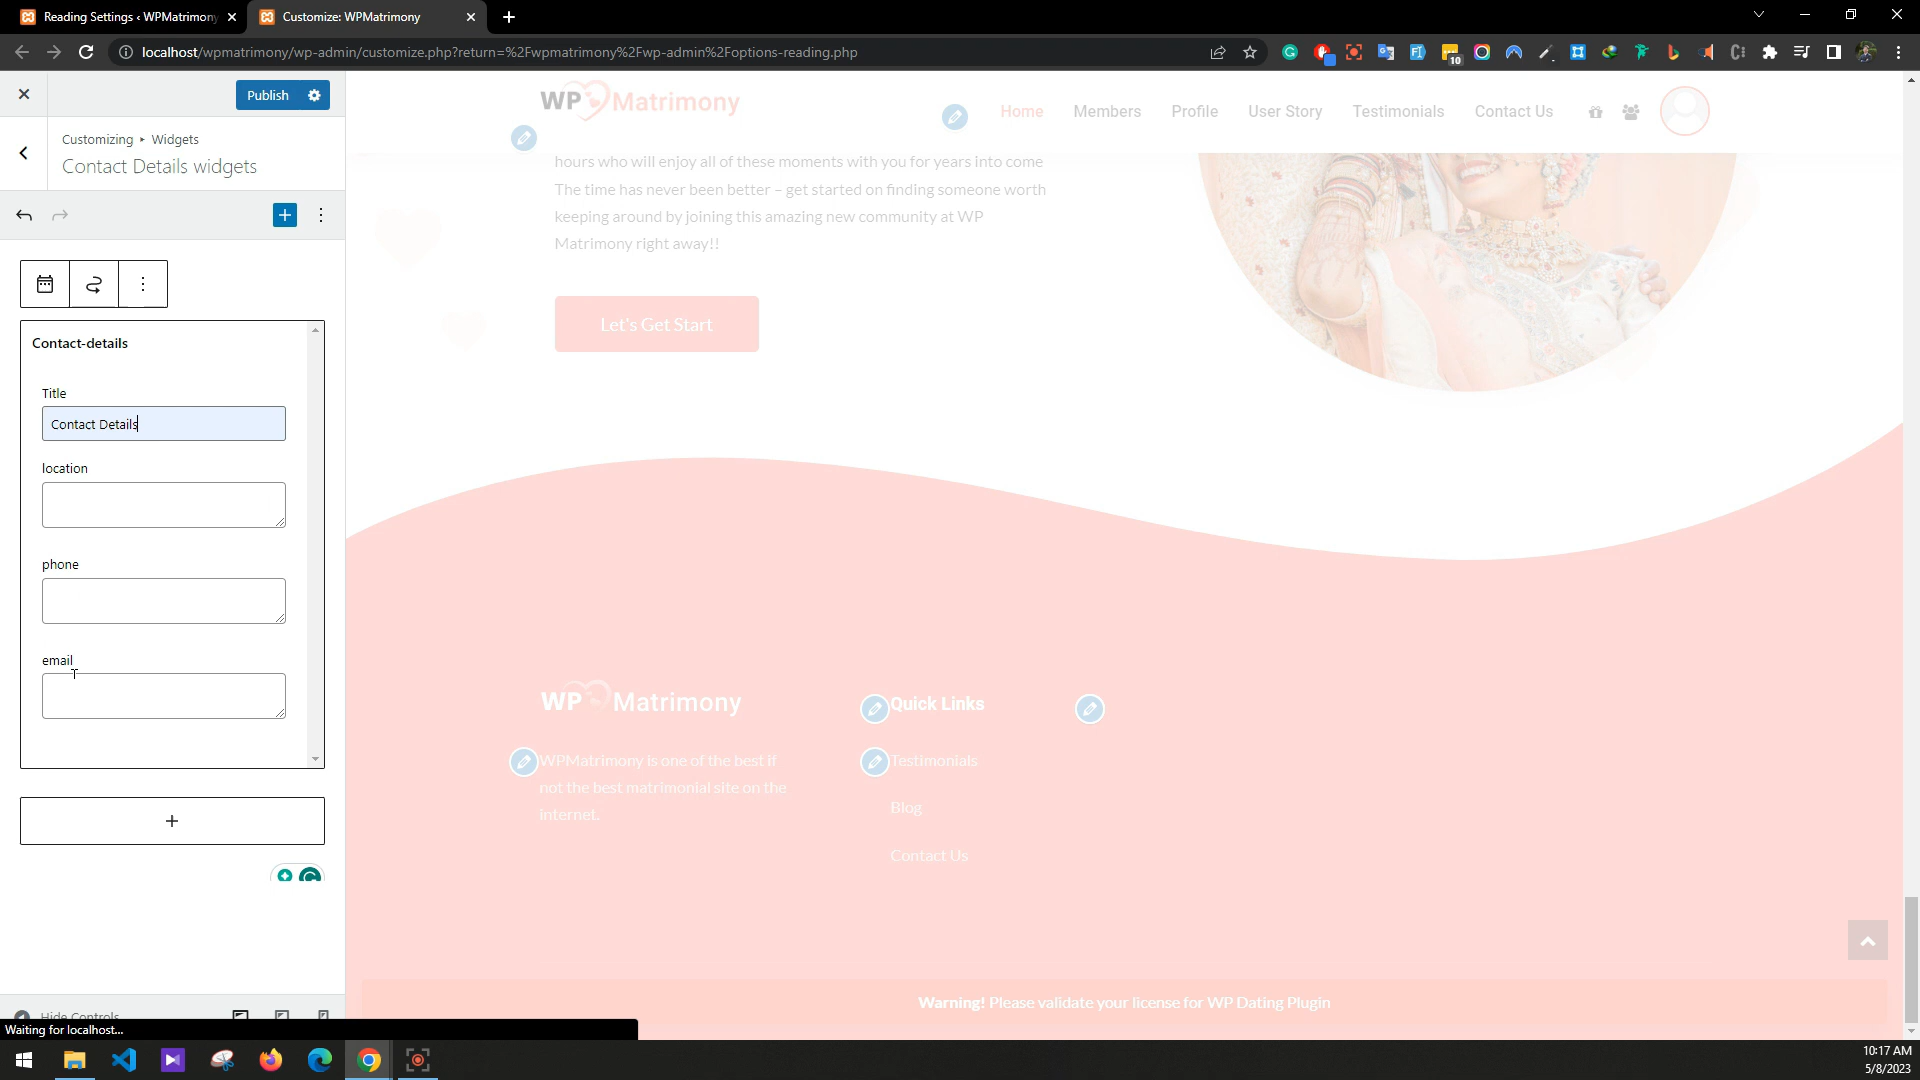 Reading Settings ‹ WPMatrimony
Customize: WPMatrimony
localhost/wpmatrimony/wp-admin/customize.php?return=%2Fwpmatrimony%2Fwp-admin%2Foptions-reading.php
10
Publish
Customizing ▸ Widgets
Contact Details widgets
Contact-details
Title
Contact Details
location
phone
email
Hide Controls
Waiting for localhost...
WP Matrimony
Home
Members
Profile
User Story
Testimonials
Contact Us
hours who will enjoy all of these moments with you for years into come
The time has never been better – get started on finding someone worth
keeping around by joining this amazing new community at WP
Matrimony right away!!
Let's Get Start
WP Matrimony
WPMatrimony is one of the best if
not the best matrimonial site on the
internet.
Quick Links
Testimonials
Blog
Contact Us
Warning! Please validate your license for WP Dating Plugin
10:17 AM
5/8/2023